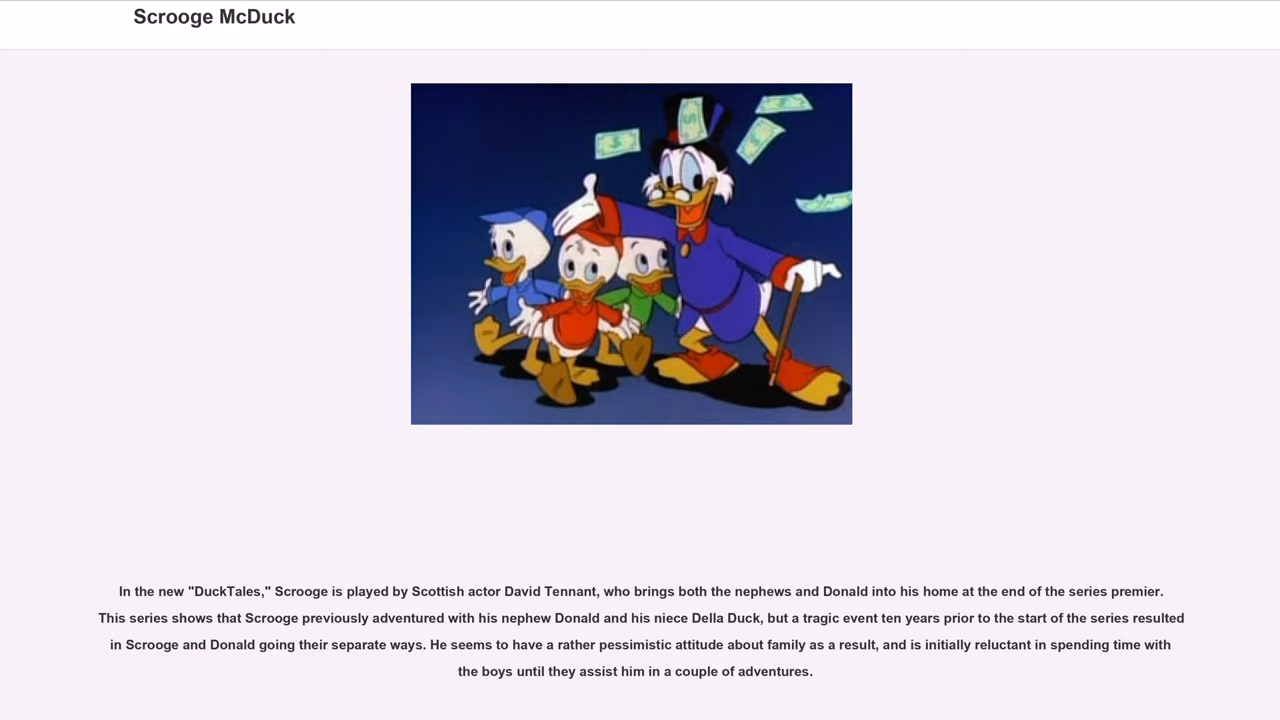 Scrooge McDuck
In the new "DuckTales," Scrooge is played by Scottish actor David Tennant, who brings both the nephews and Donald into his home at the end of the series premier.
This series shows that Scrooge previously adventured with his nephew Donald and his niece Della Duck, but a tragic event ten years prior to the start of the series resulted
in Scrooge and Donald going their separate ways. He seems to have a rather pessimistic attitude about family as a result, and is initially reluctant in spending time with
the boys until they assist him in a couple of adventures.